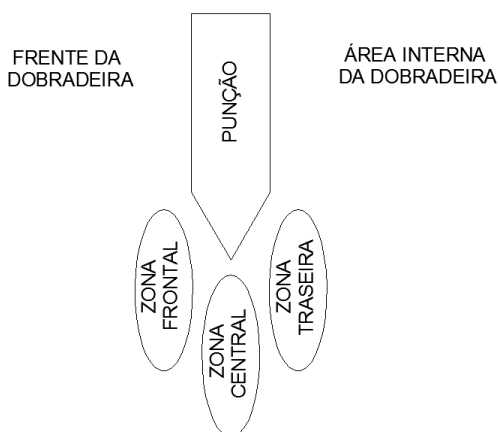 FRENTE DA
DOBRADEIRA
PUNÇÃO
ÁREA INTERNA
DA DOBRADEIRA
ZONA
FRONTAL
ZONA
CENTRAL
ZONA
TRASEIRA